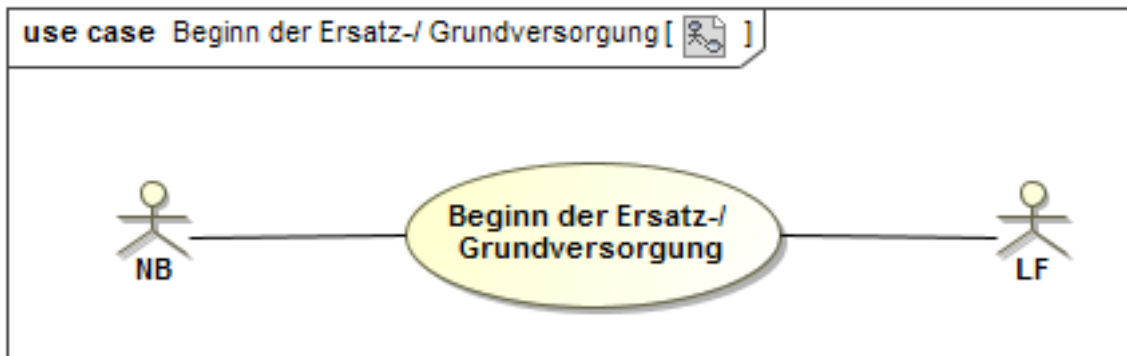 use case Beginn der Ersatz-/ Grundversorgung [ ]
Beginn der Ersatz-/
Grundversorgung
NB
LF